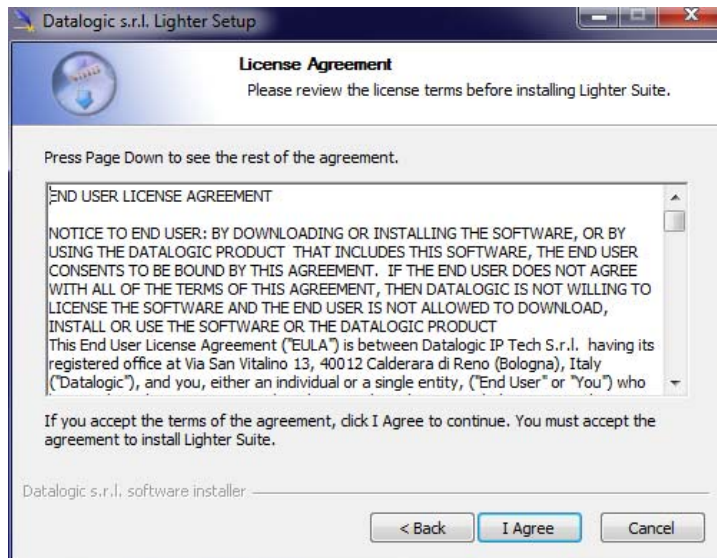 Datalogic s.r.l. Lighter Setup
License Agreement
Please review the license terms before installing Lighter Suite.
Press Page Down to see the rest of the agreement.
END USER LICENSE AGREEMENT
NOTICE TO END USER: BY DOWNLOADING OR INSTALLING THE SOFTWARE, OR BY
USING THE DATALOGIC PRODUCT  THAT INCLUDES THIS SOFTWARE, THE END USER
CONSENTS TO BE BOUND BY THIS AGREEMENT.  IF THE END USER DOES NOT AGREE
WITH ALL OF THE TERMS OF THIS AGREEMENT, THEN DATALOGIC IS NOT WILLING TO
LICENSE THE SOFTWARE AND THE END USER IS NOT ALLOWED TO DOWNLOAD,
INSTALL OR USE THE SOFTWARE OR THE DATALOGIC PRODUCT
This End User License Agreement ("EULA") is between Datalogic IP Tech S.r.l.  having its
registered office at Via San Vitalino 13, 40012 Calderara di Reno (Bologna), Italy
("Datalogic"), and you, either an individual or a single entity, ("End User" or "You") who
If you accept the terms of the agreement, click I Agree to continue. You must accept the
agreement to install Lighter Suite.
Datalogic s.r.l. software installer
< Back
I Agree
Cancel